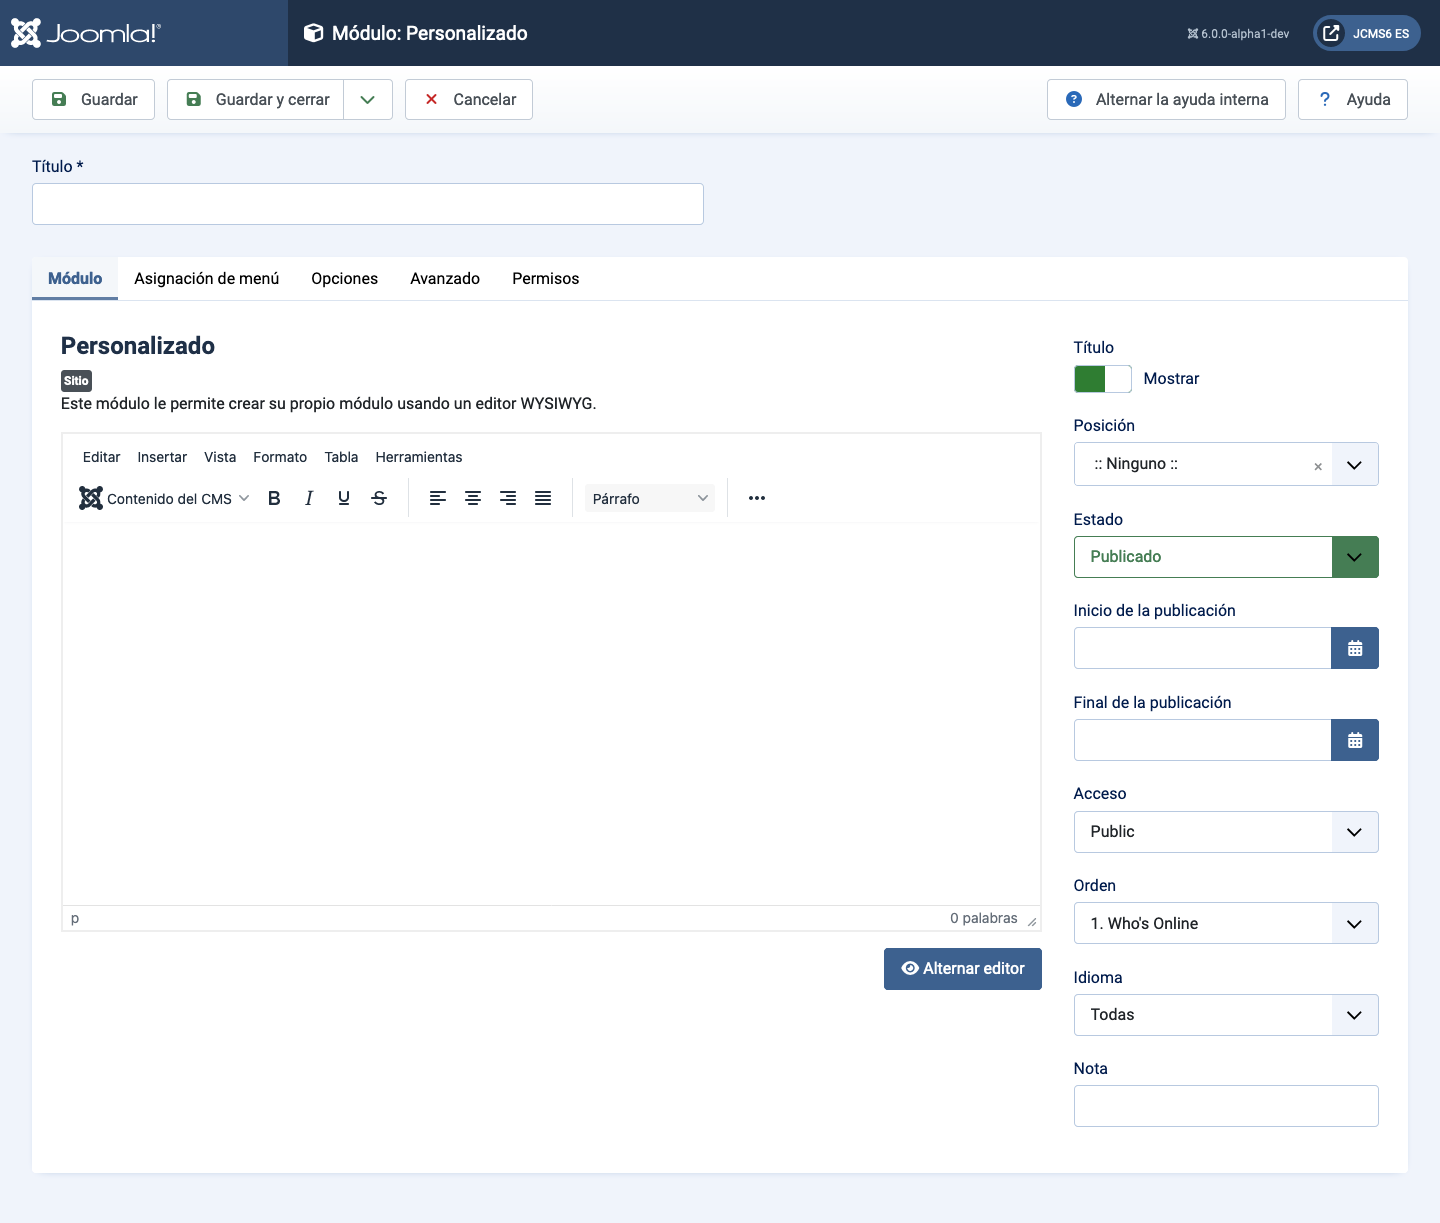 Joomla!®
Módulo: Personalizado
6.0.0-alpha1-dev
JCMS6 ES
Guardar
Guardar y cerrar
Cancelar
Alternar la ayuda interna
Ayuda
Título *
Módulo
Asignación de menú
Opciones
Avanzado
Permisos
Personalizado
Sitio
Este módulo le permite crear su propio módulo usando un editor WYSIWYG.
Editar
Insertar
Vista
Formato
Tabla
Herramientas
Contenido del CMS
B
I
U
S
Párrafo
p
0 palabras
Alternar editor
Título
Mostrar
Posición
:: Ninguno ::
Estado
Publicado
Inicio de la publicación
Final de la publicación
Acceso
Public
Orden
1. Who's Online
Idioma
Todas
Nota